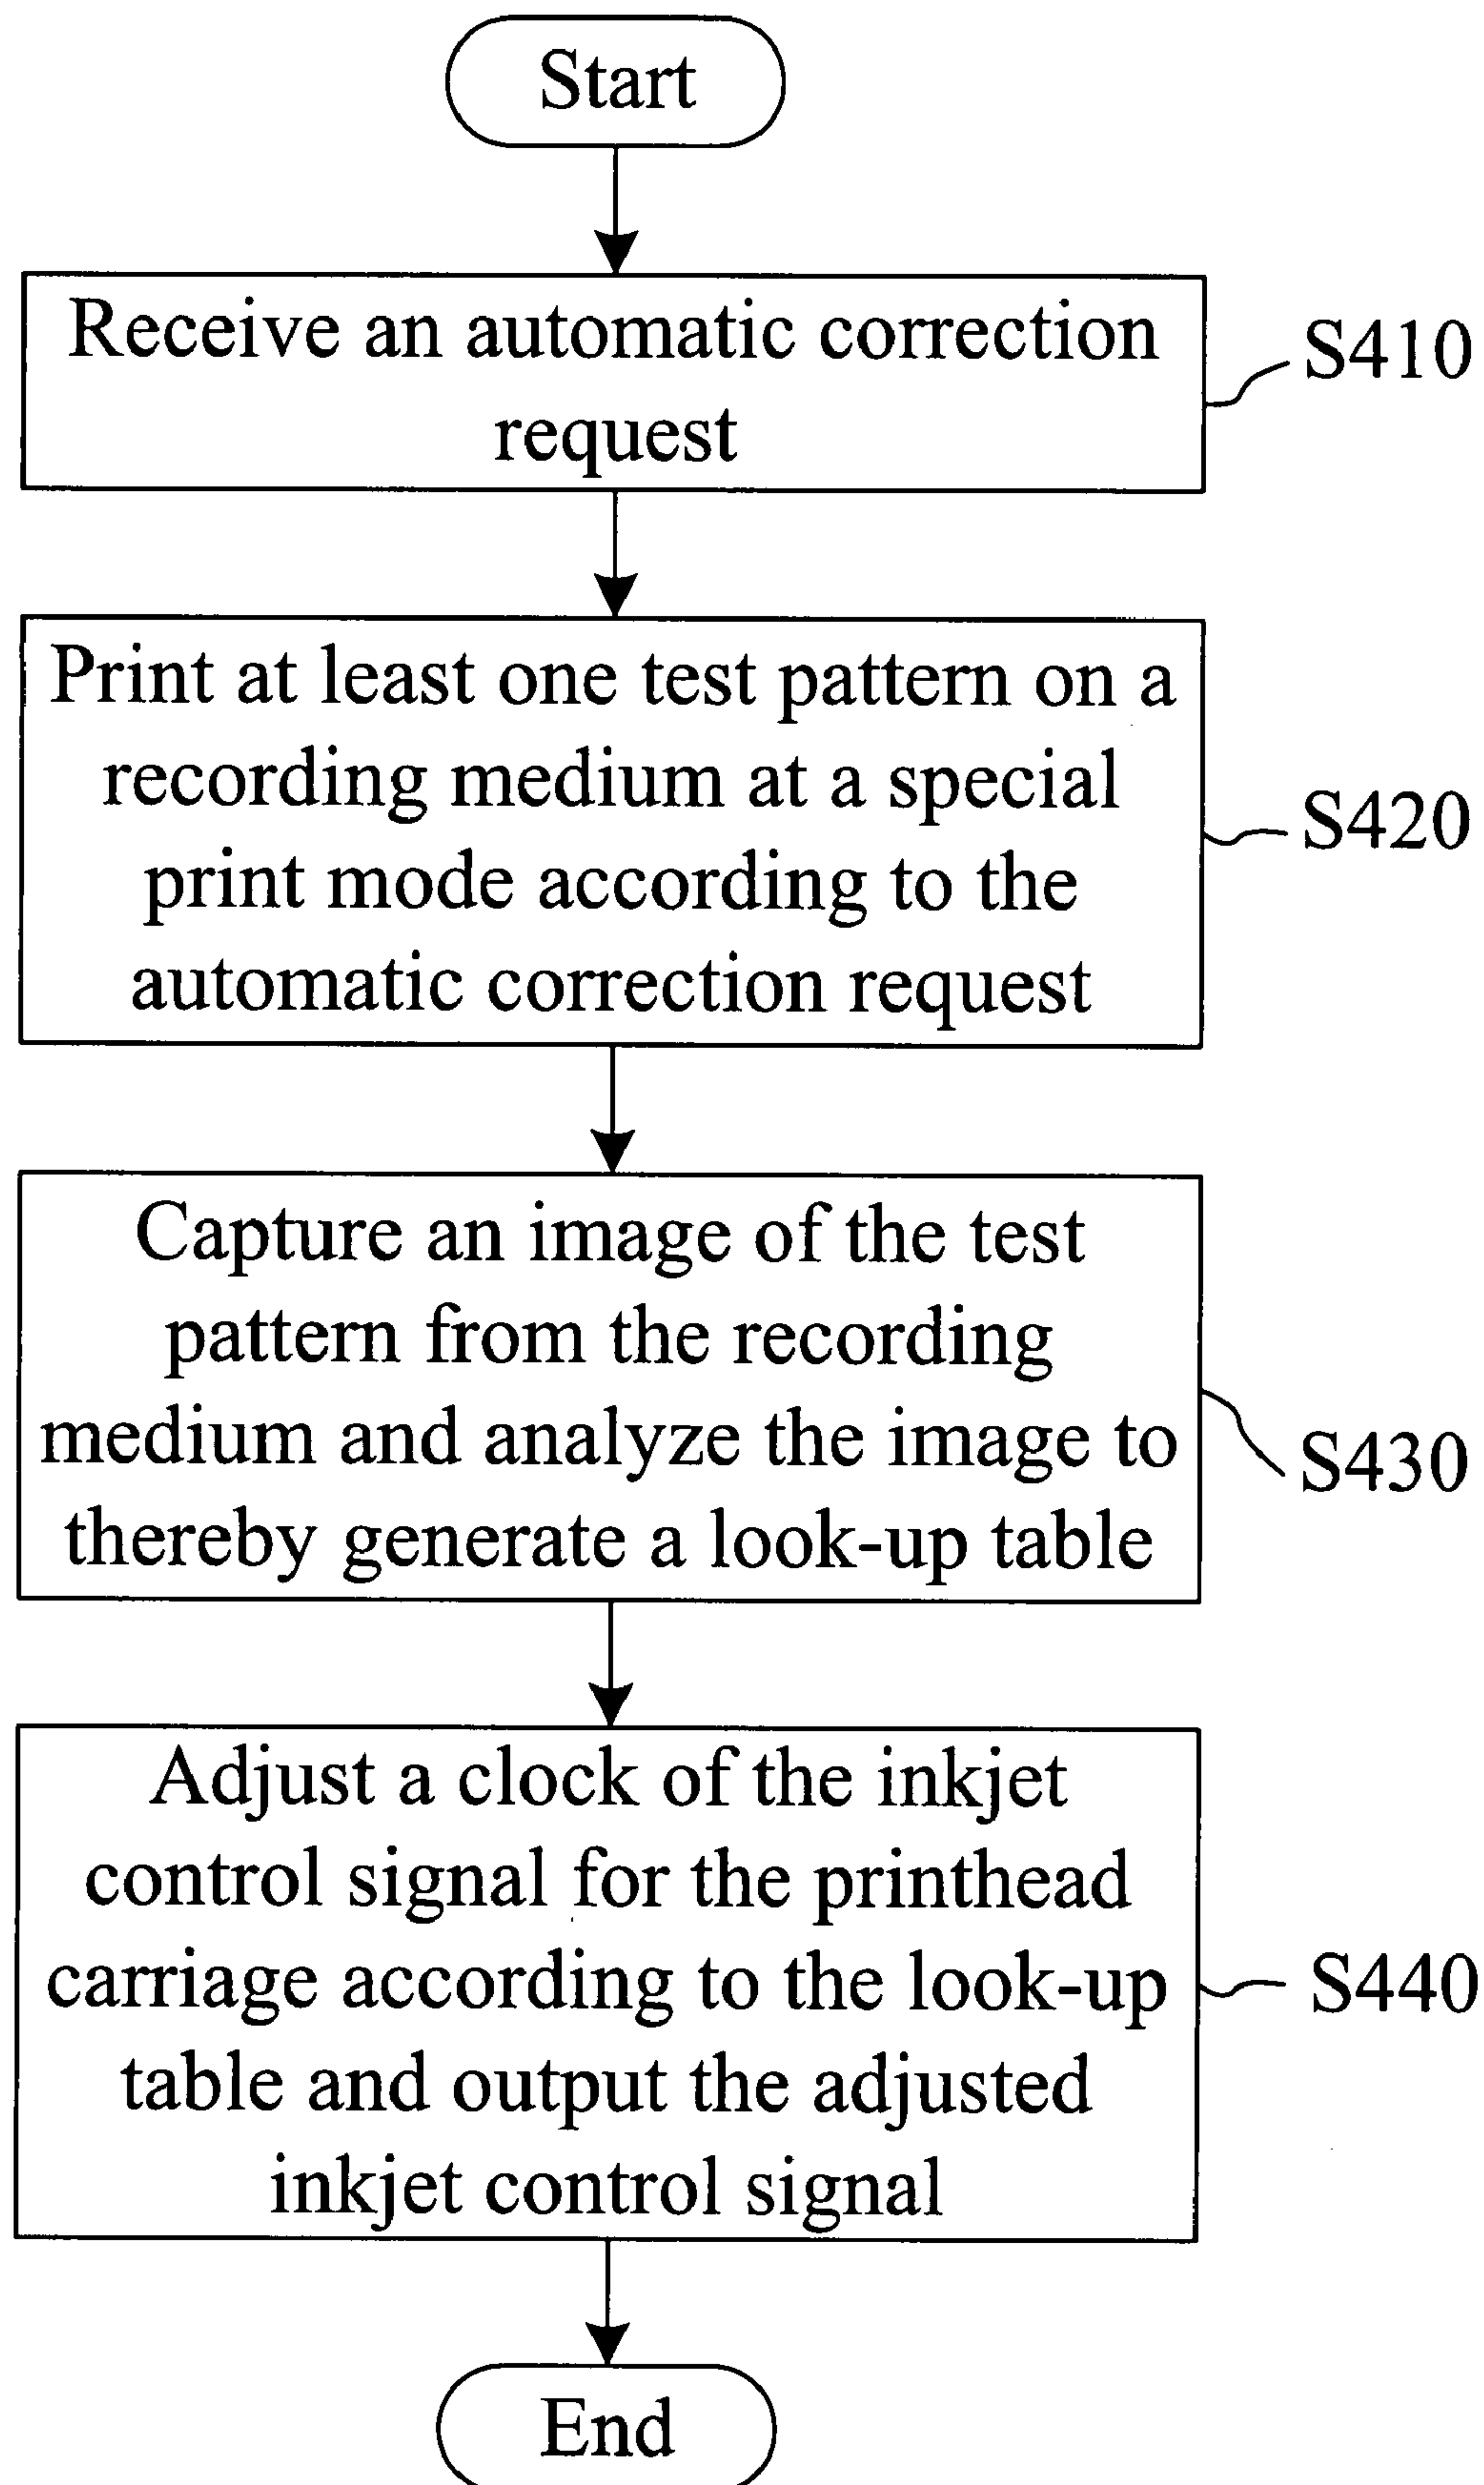 Start
Receive an automatic correction
request
S410
Print at least one test pattern on a
recording medium at a special
print mode according to the
automatic correction request
S420
Capture an image of the test
pattern from the recording
medium and analyze the image to
thereby generate a look-up table
S430
Adjust a clock of the inkjet
control signal for the printhead
carriage according to the look-up
table and output the adjusted
inkjet control signal
S440
End